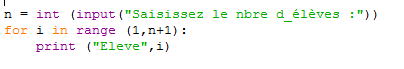 n = int (input("Saisissez le nbre d_élèves :"))
for i in range (1,n+1):
    print ("Eleve",i)